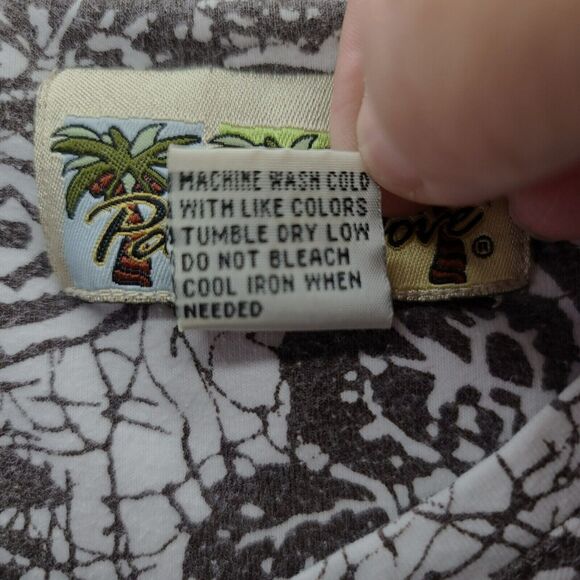 MACHINE WASH COLD
WITH LIKE COLORS
TUMBLE DRY LOW
DO NOT BLEACH
COOL IRON WHEN
NEEDED
®